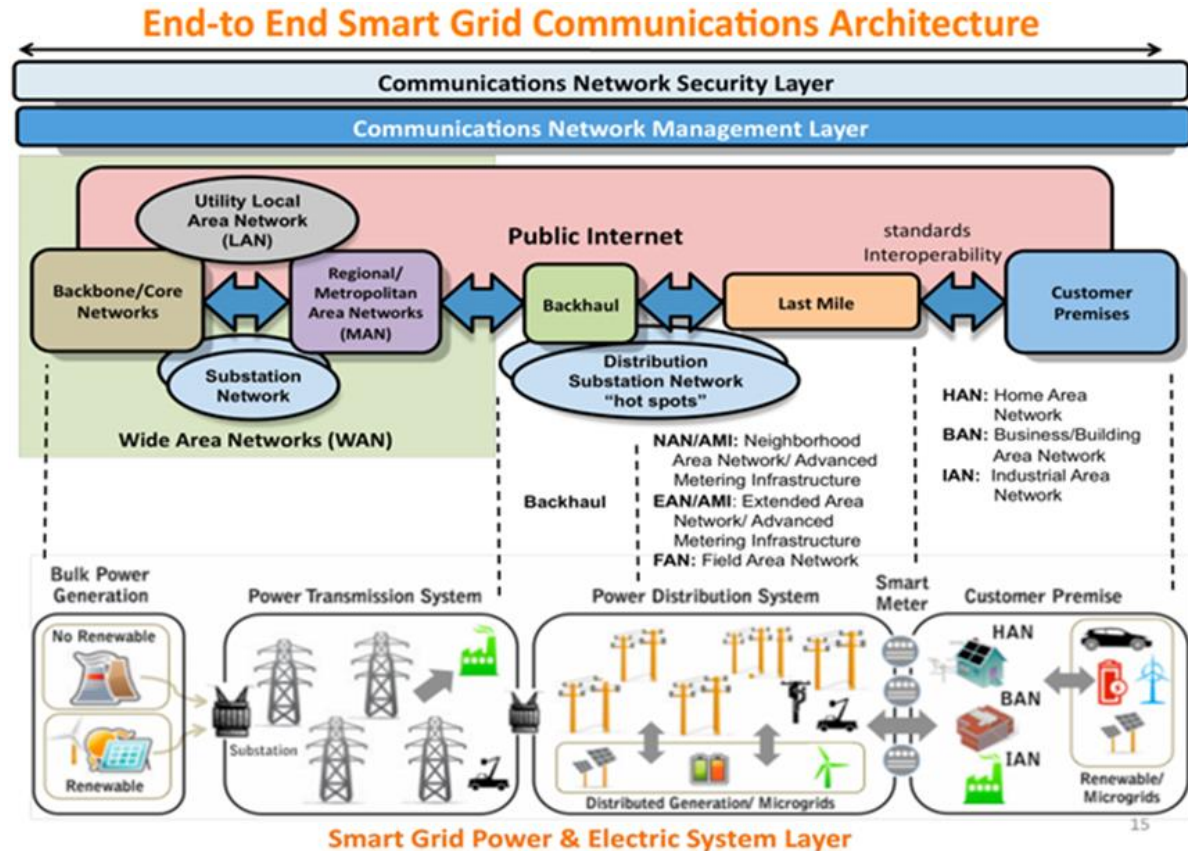 End-to End Smart Grid Communications Architecture
Communications Network Security Layer
Communications Network Management Layer
Utility Local
Area Network
(LAN)
Public Internet
standards
Interoperability
Backbone/Core
Networks
Regional/
Metropolitan
Area Networks
(MAN)
Backhaul
Last Mile
Customer
Premises
Substation
Network
Distribution
Substation Network
“hot spots”
Wide Area Networks (WAN)
HAN: Home Area
Network
BAN: Business/Building
Area Network
IAN: Industrial Area
Network
Backhaul
NAN/AMI: Neighborhood
Area Network/ Advanced
Metering Infrastructure
EAN/AMI: Extended Area
Network/ Advanced
Metering Infrastructure
FAN: Field Area Network
Bulk Power
Generation
Power Transmission System
Power Distribution System
Smart
Meter
Customer Premise
No Renewable
Renewable
Substation
Distributed Generation/ Microgrids
HAN
BAN
IAN
Renewable/
Microgrids
15
Smart Grid Power & Electric System Layer